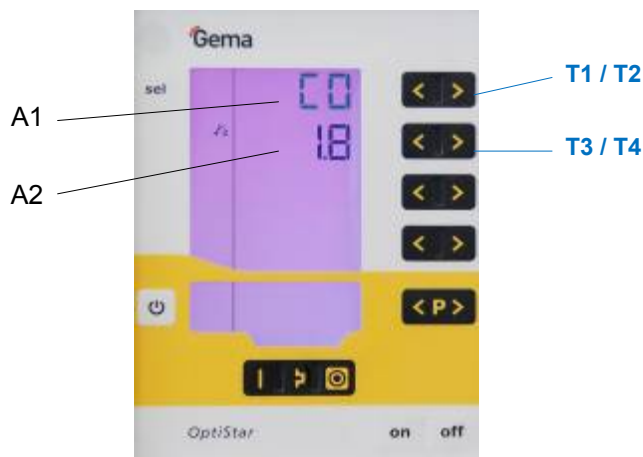 Gema
sel
C0
1.8
A1
A2
T1 / T2
T3 / T4
< >
< >
< >
< >
< P >
OptiStar
on off